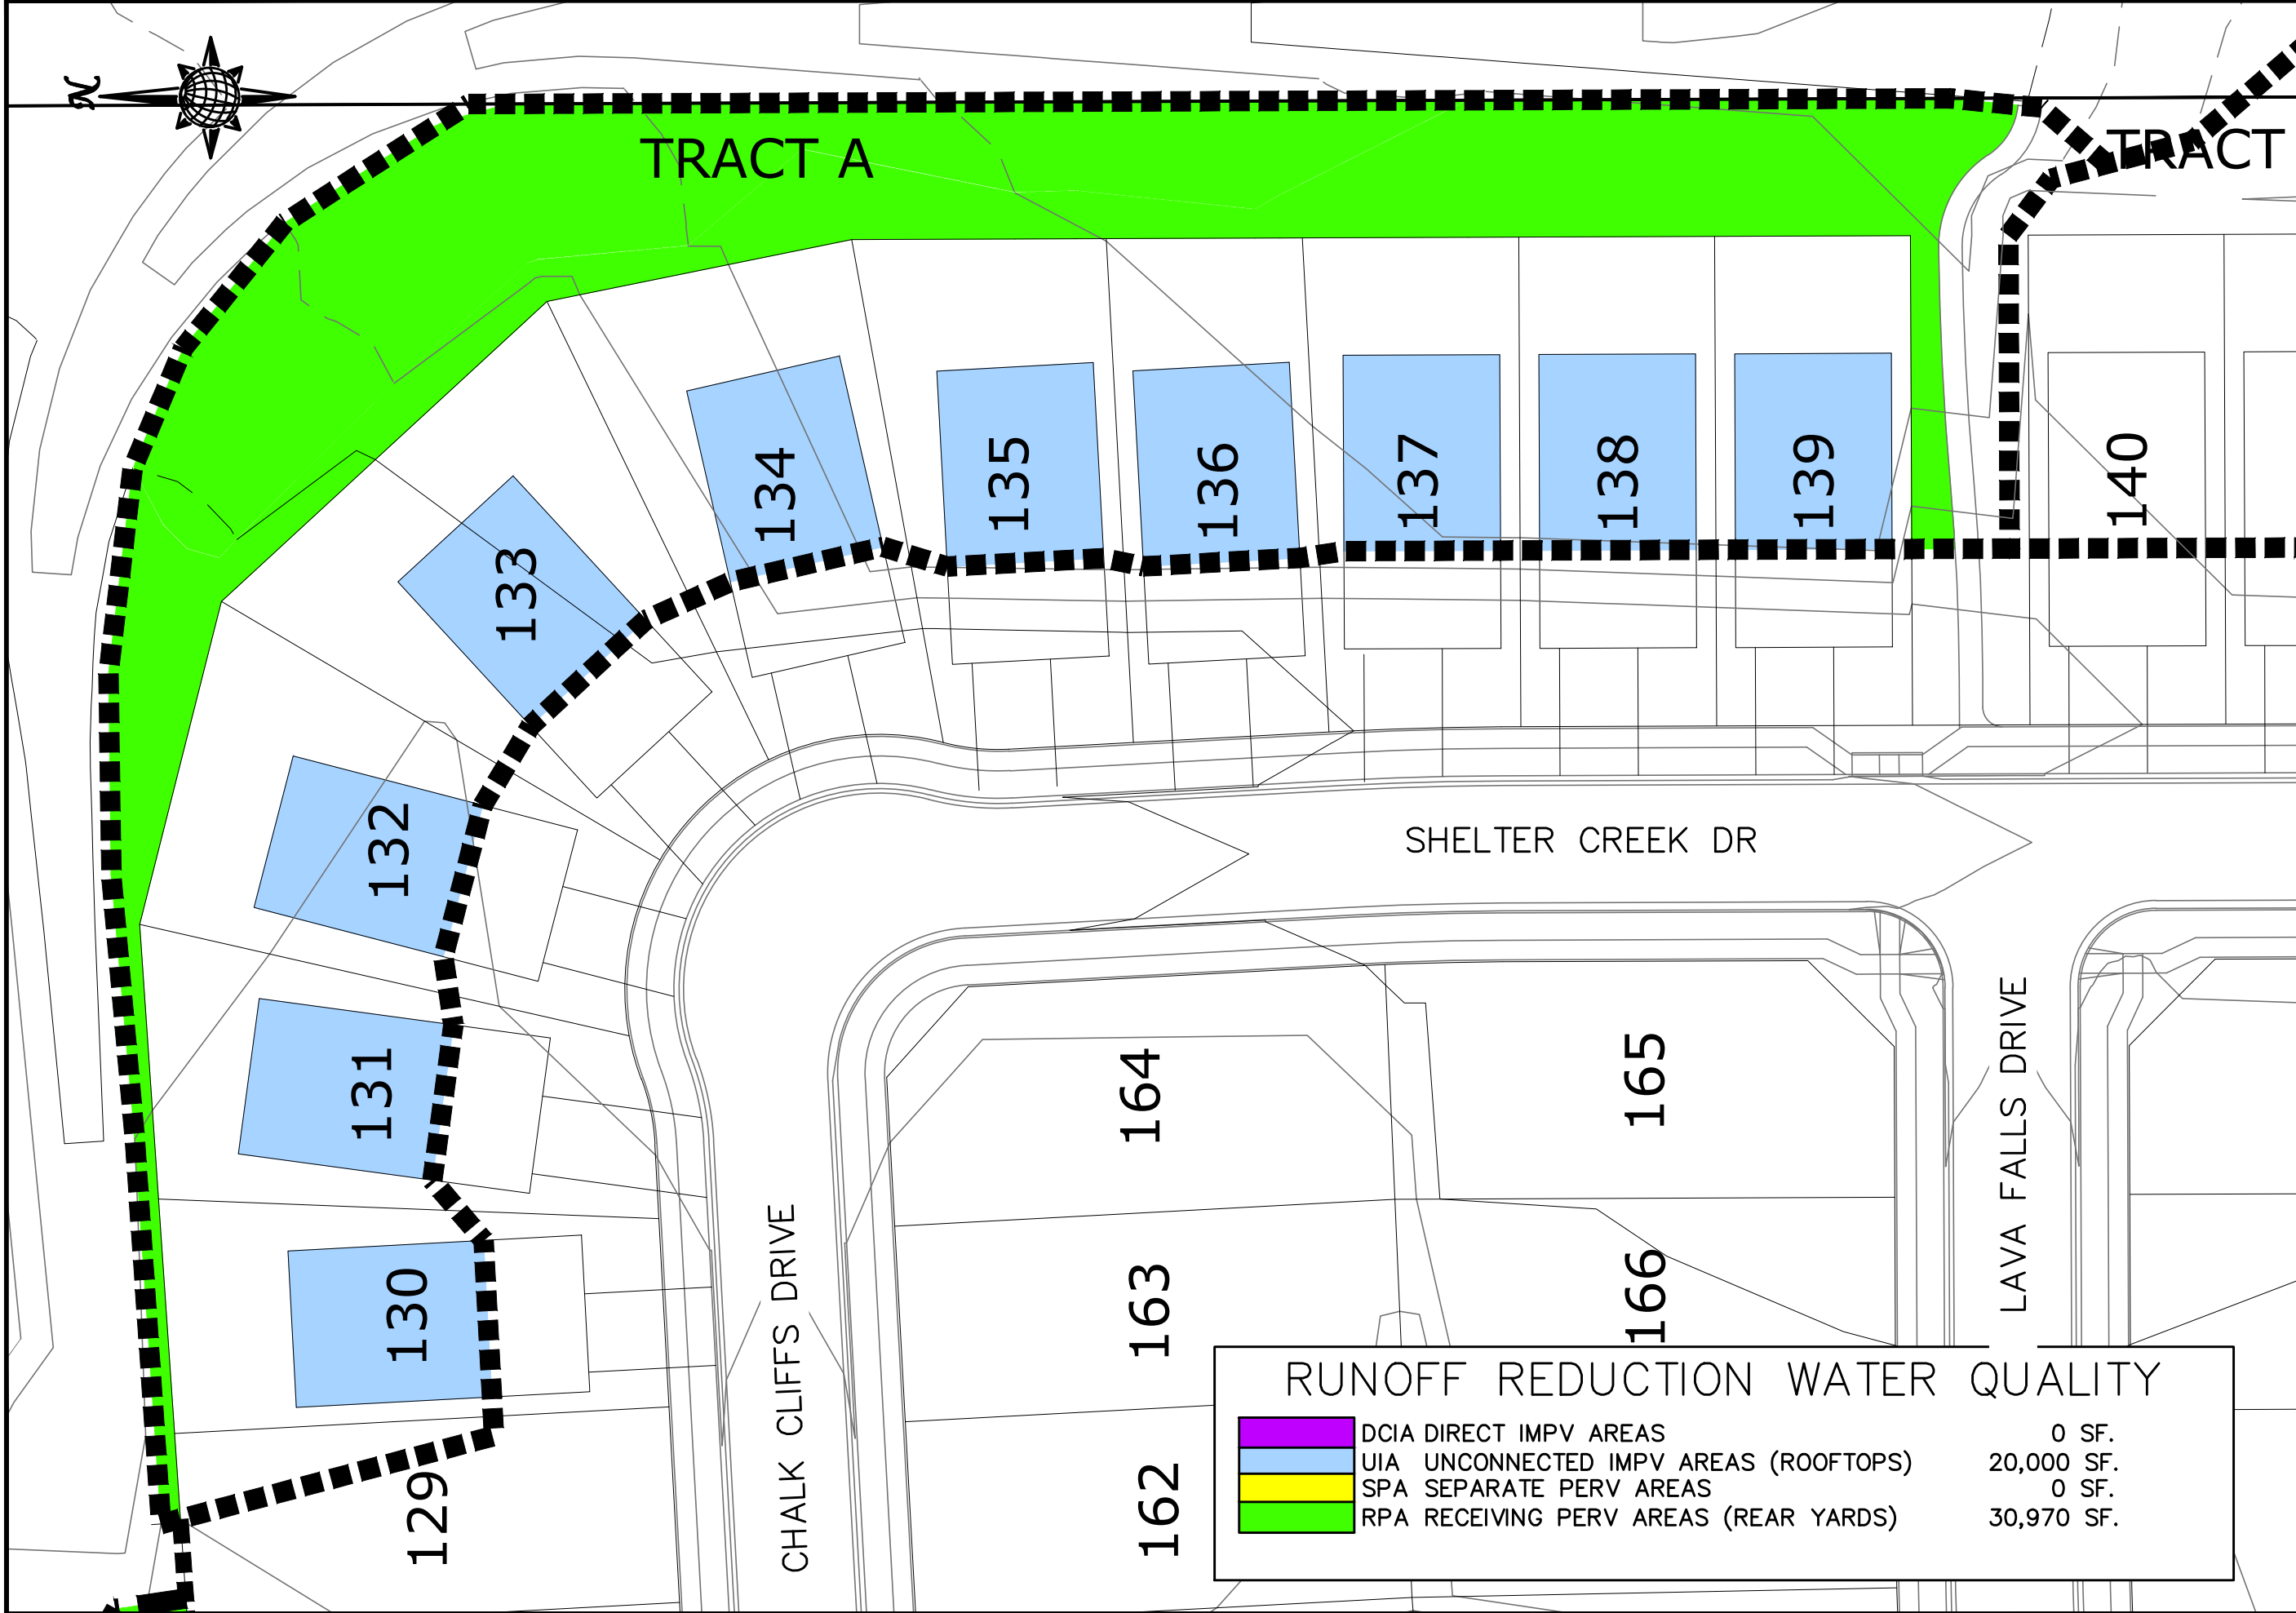 N
TRACT A
TRACT
134
135
136
137
138
139
140
133
132
131
130
129
SHELTER CREEK DR
CHALK CLIFFS DRIVE
LAVA FALLS DRIVE
164
165
163
166
162
RUNOFF REDUCTION WATER QUALITY
DCIA DIRECT IMPV AREAS 0 SF.
UIA UNCONNECTED IMPV AREAS (ROOFTOPS) 20,000 SF.
SPA SEPARATE PERV AREAS 0 SF.
RPA RECEIVING PERV AREAS (REAR YARDS) 30,970 SF.